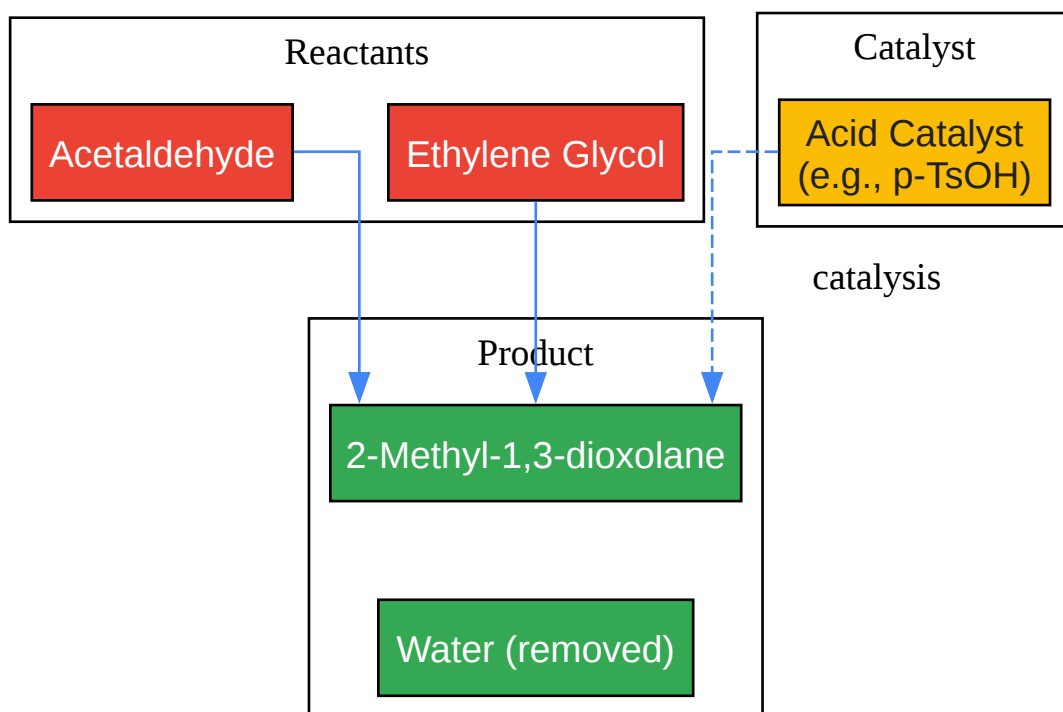 Reactants
Catalyst
Acetaldehyde
Ethylene Glycol
Acid Catalyst
(e.g., p-TsOH)
catalysis
Product
2-Methyl-1,3-dioxolane
Water (removed)